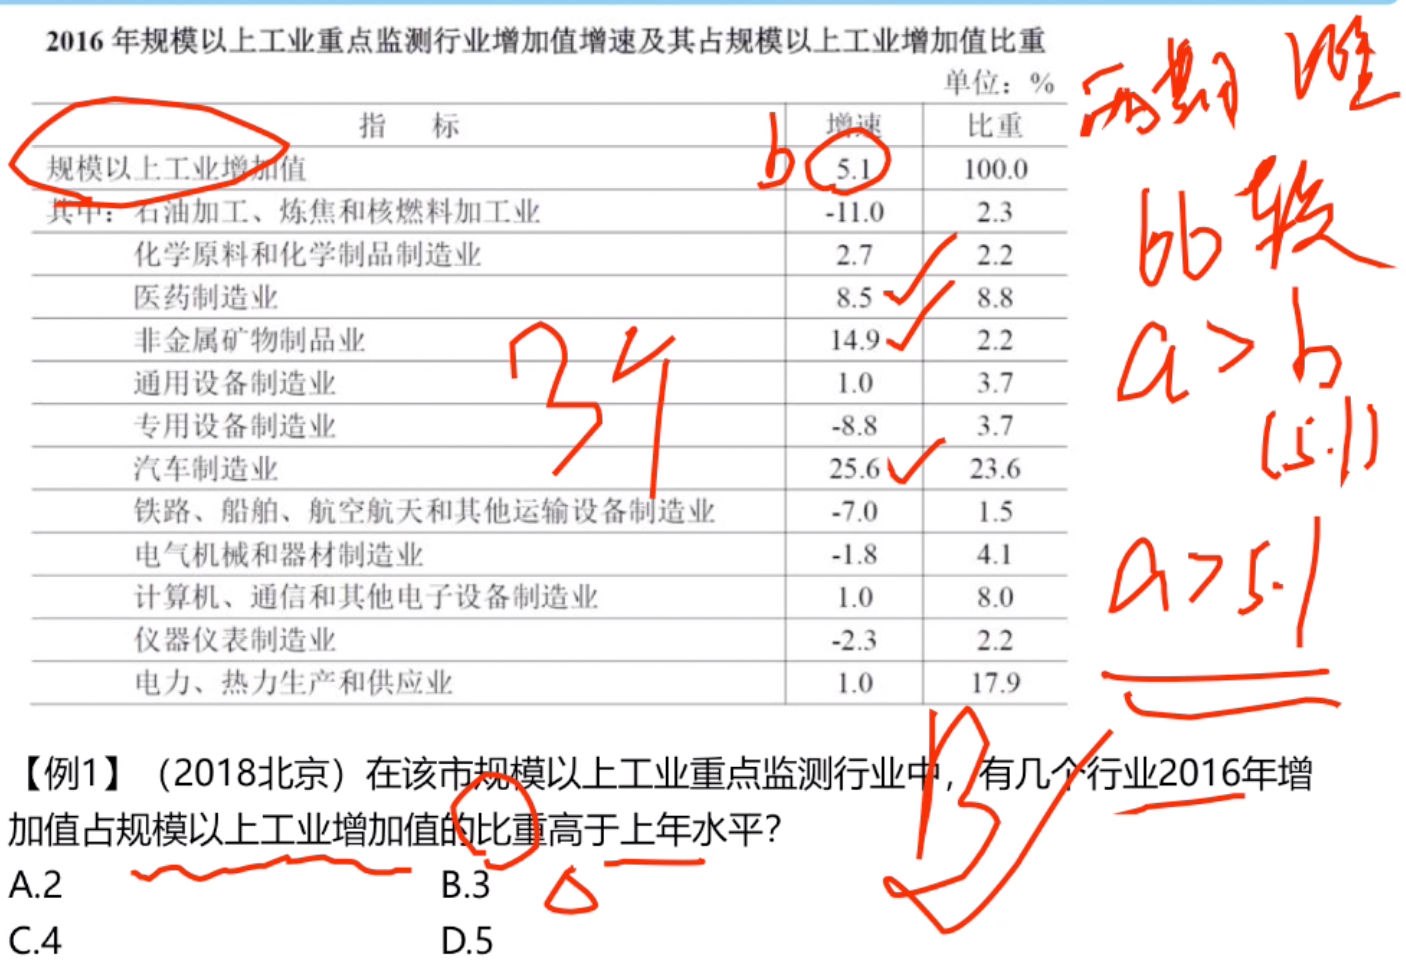 2016年规模以上工业重点监测行业增加值增速及其占规模以上工业增加值比重
单位：%
指 标 增速 比重
规模以上工业增加值 b 5.1 100.0
其中：石油加工、炼焦和核燃料加工业 -11.0 2.3
化学原料和化学制品制造业 2.7 2.2
医药制造业 8.5 8.8
非金属矿物制品业 14.9 2.2
通用设备制造业 1.0 3.7
专用设备制造业 -8.8 3.7
汽车制造业 25.6 23.6
铁路、船舶、航空航天和其他运输设备制造业 -7.0 1.5
电气机械和器材制造业 -1.8 4.1
计算机、通信和其他电子设备制造业 1.0 8.0
仪器仪表制造业 -2.3 2.2
电力、热力生产和供应业 1.0 17.9
两期
比较
a>b
(5.1)
a>5.1
3个
B
【例1】（2018北京）在该市规模以上工业重点监测行业中，有几个行业2016年增
加值占规模以上工业增加值的比重高于上年水平？
A.2 B.3
C.4 D.5